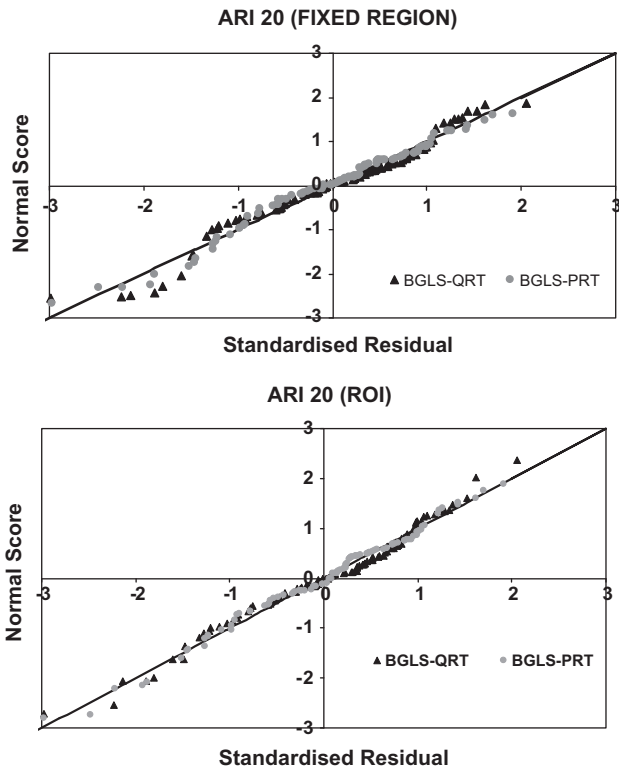 ARI 20 (FIXED REGION)
3
2
1
0
-3 -2 -1 0 1 2 3
-1
-2
-3
Normal Score
BGLS-QRT BGLS-PRT
Standardised Residual
ARI 20 (ROI)
3
2
1
0
-3 -2 -1 0 1 2 3
-1
-2
-3
Normal Score
BGLS-QRT BGLS-PRT
Standardised Residual